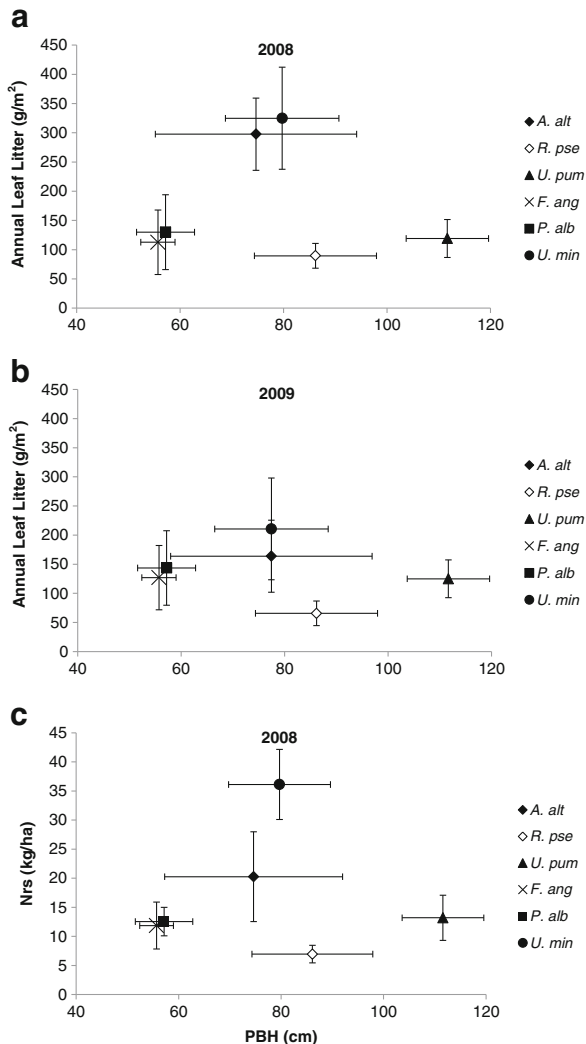 a
2008
Annual Leaf Litter (g/m²)
450
400
350
300
250
200
150
100
50
0
40 60 80 100 120
A. alt
R. pse
U. pum
F. ang
P. alb
U. min
b
2009
Annual Leaf Litter (g/m²)
450
400
350
300
250
200
150
100
50
0
40 60 80 100 120
A. alt
R. pse
U. pum
F. ang
P. alb
U. min
c
2008
Nrs (kg/ha)
45
40
35
30
25
20
15
10
5
0
40 60 80 100 120
PBH (cm)
A. alt
R. pse
U. pum
F. ang
P. alb
U. min